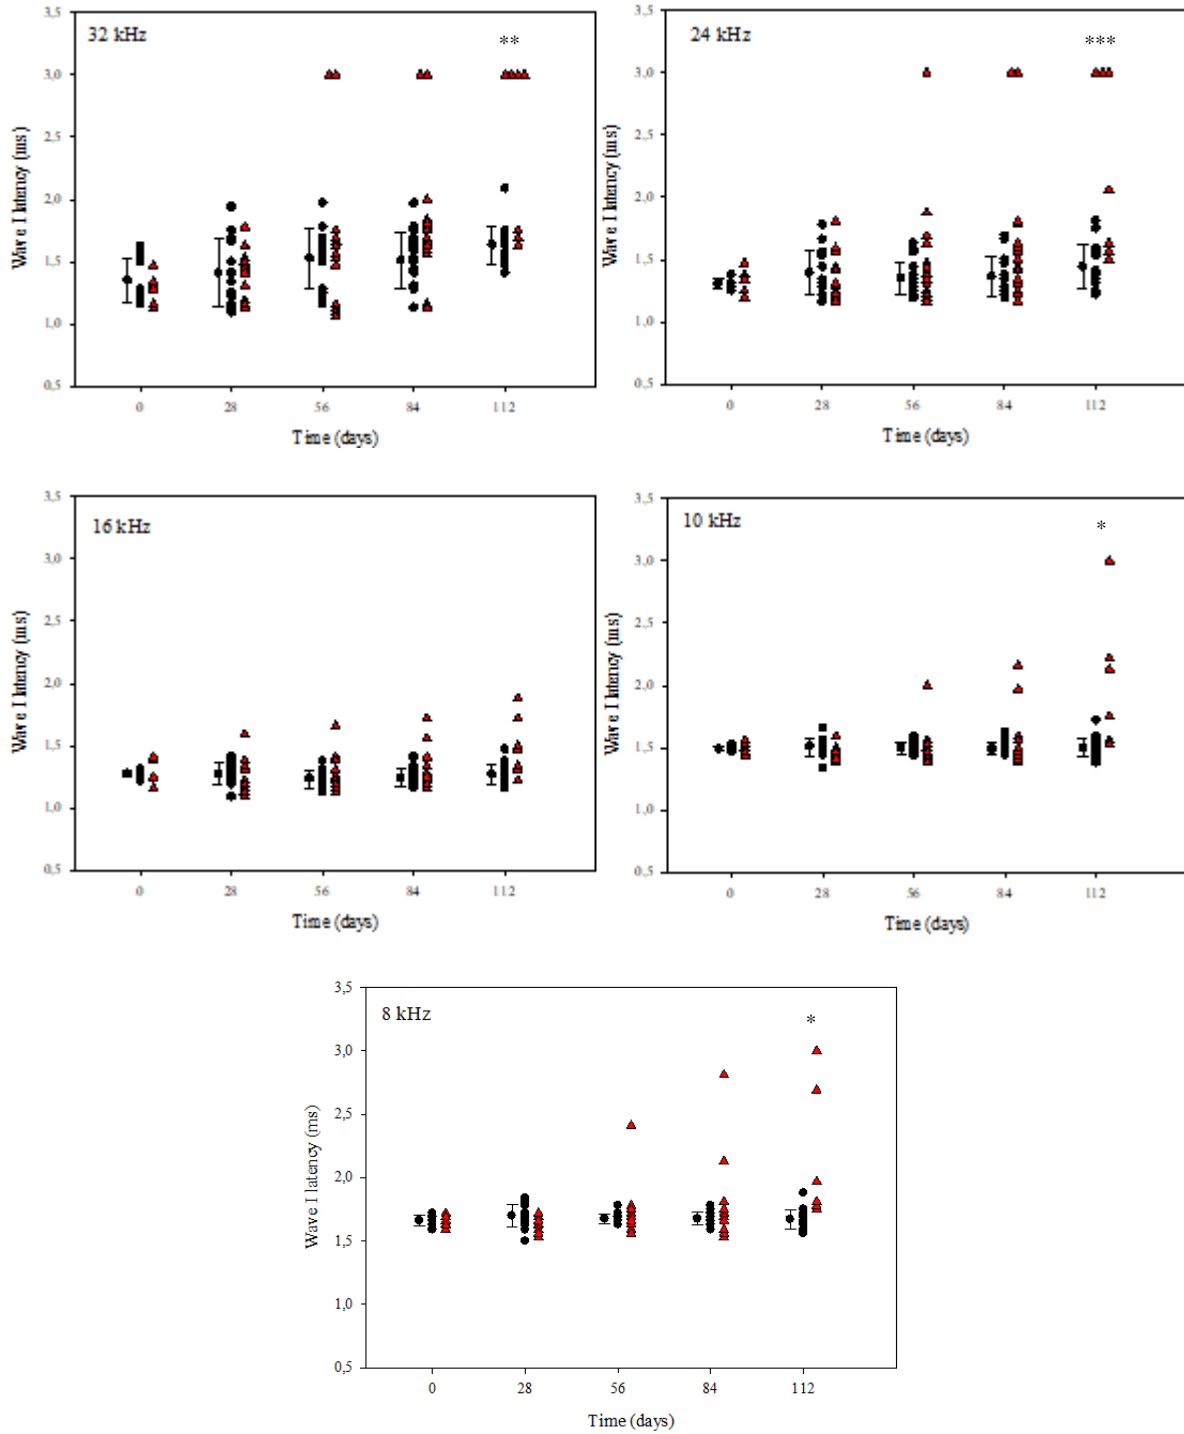 3,5
32 kHz
**
3,0
2,5
2,0
1,5
1,0
0,5
Wave I latency (ms)
0 28 56 84 112
Time (days)
3,5
24 kHz
***
3,0
2,5
2,0
1,5
1,0
0,5
Wave I latency (ms)
0 28 56 84 112
Time (days)
3,5
16 kHz
3,0
2,5
2,0
1,5
1,0
0,5
Wave I latency (ms)
0 28 56 84 112
Time (days)
3,5
10 kHz
*
3,0
2,5
2,0
1,5
1,0
0,5
Wave I latency (ms)
0 28 56 84 112
Time (days)
3,5
8 kHz
*
3,0
2,5
2,0
1,5
1,0
0,5
Wave I latency (ms)
0 28 56 84 112
Time (days)